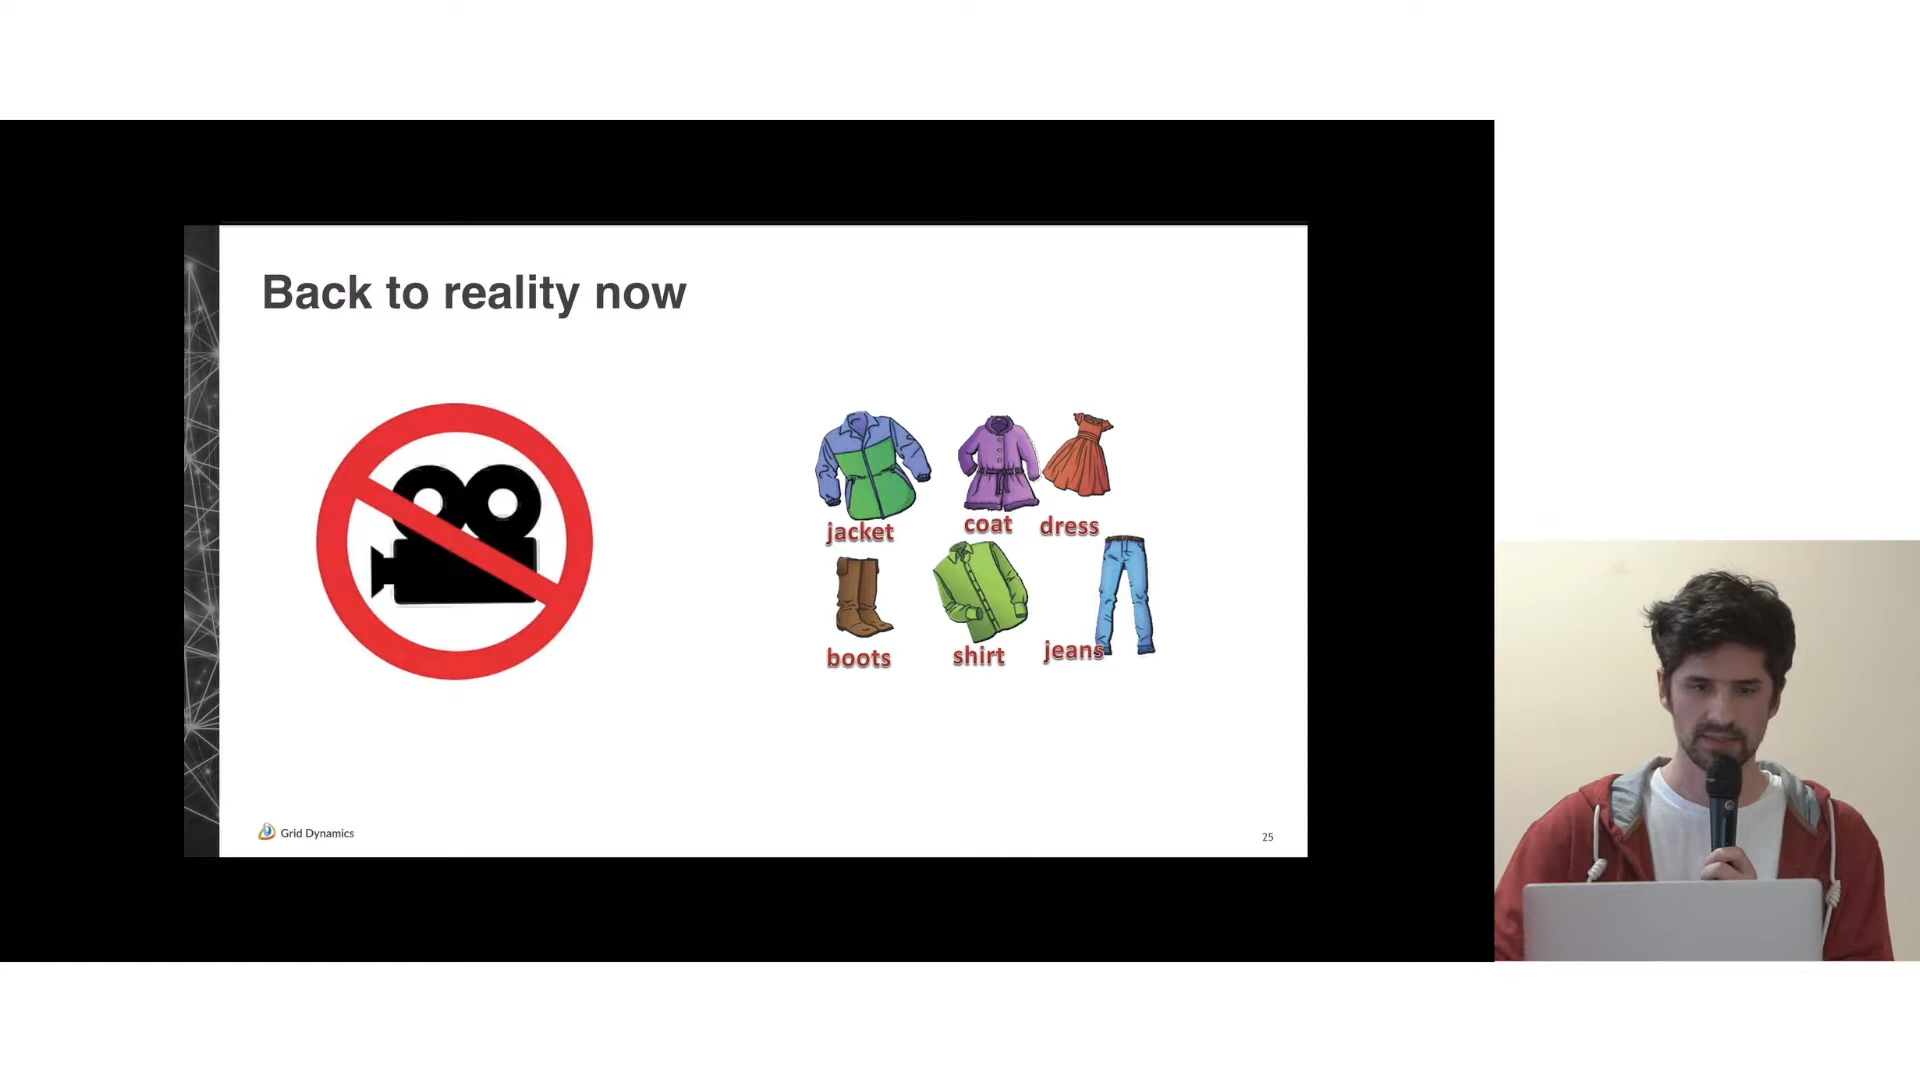 Back to reality now
jacket
coat
dress
boots
shirt
jeans
Grid Dynamics
25